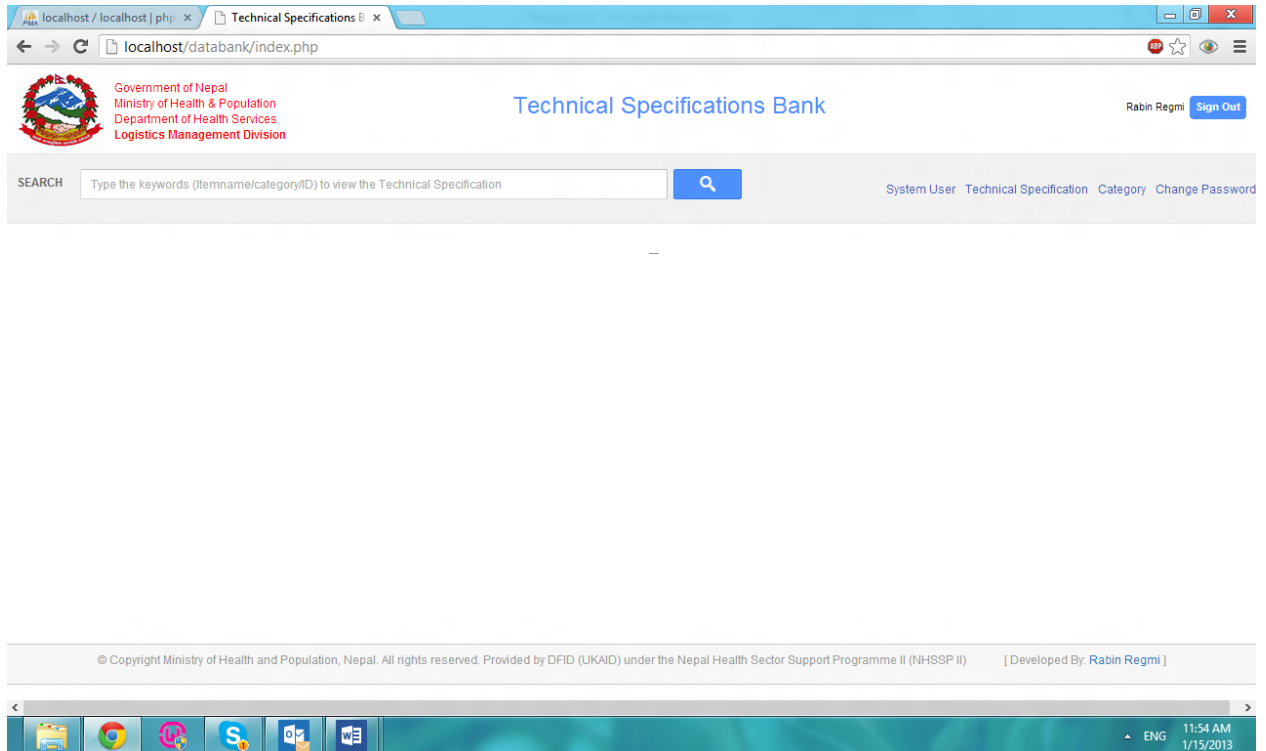 localhost / localhost | php
Technical Specifications B
localhost/databank/index.php
ABP
Government of Nepal
Ministry of Health & Population
Department of Health Services
Logistics Management Division
Technical Specifications Bank
Rabin Regmi Sign Out
SEARCH Type the keywords (Itemname/category/ID) to view the Technical Specification
System User Technical Specification Category Change Password
© Copyright Ministry of Health and Population, Nepal. All rights reserved. Provided by DFID (UKAID) under the Nepal Health Sector Support Programme II (NHSSP II) [ Developed By: Rabin Regmi ]
ENG 11:54 AM
1/15/2013